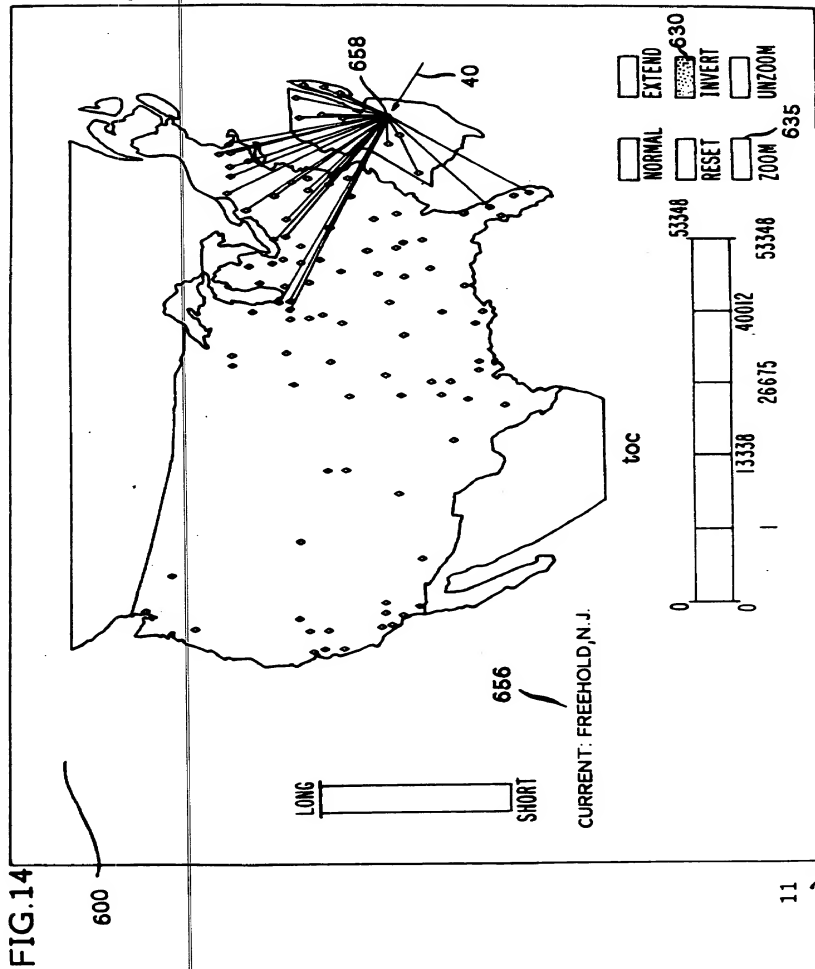 FIG.14
600
658
40
LONG
SHORT
656
CURRENT: FREEHOLD, N.J.
toc
0
53348
0
1
13338
26675
40012
53348
NORMAL
EXTEND
630
RESET
INVERT
ZOOM
UNZOOM
635
11